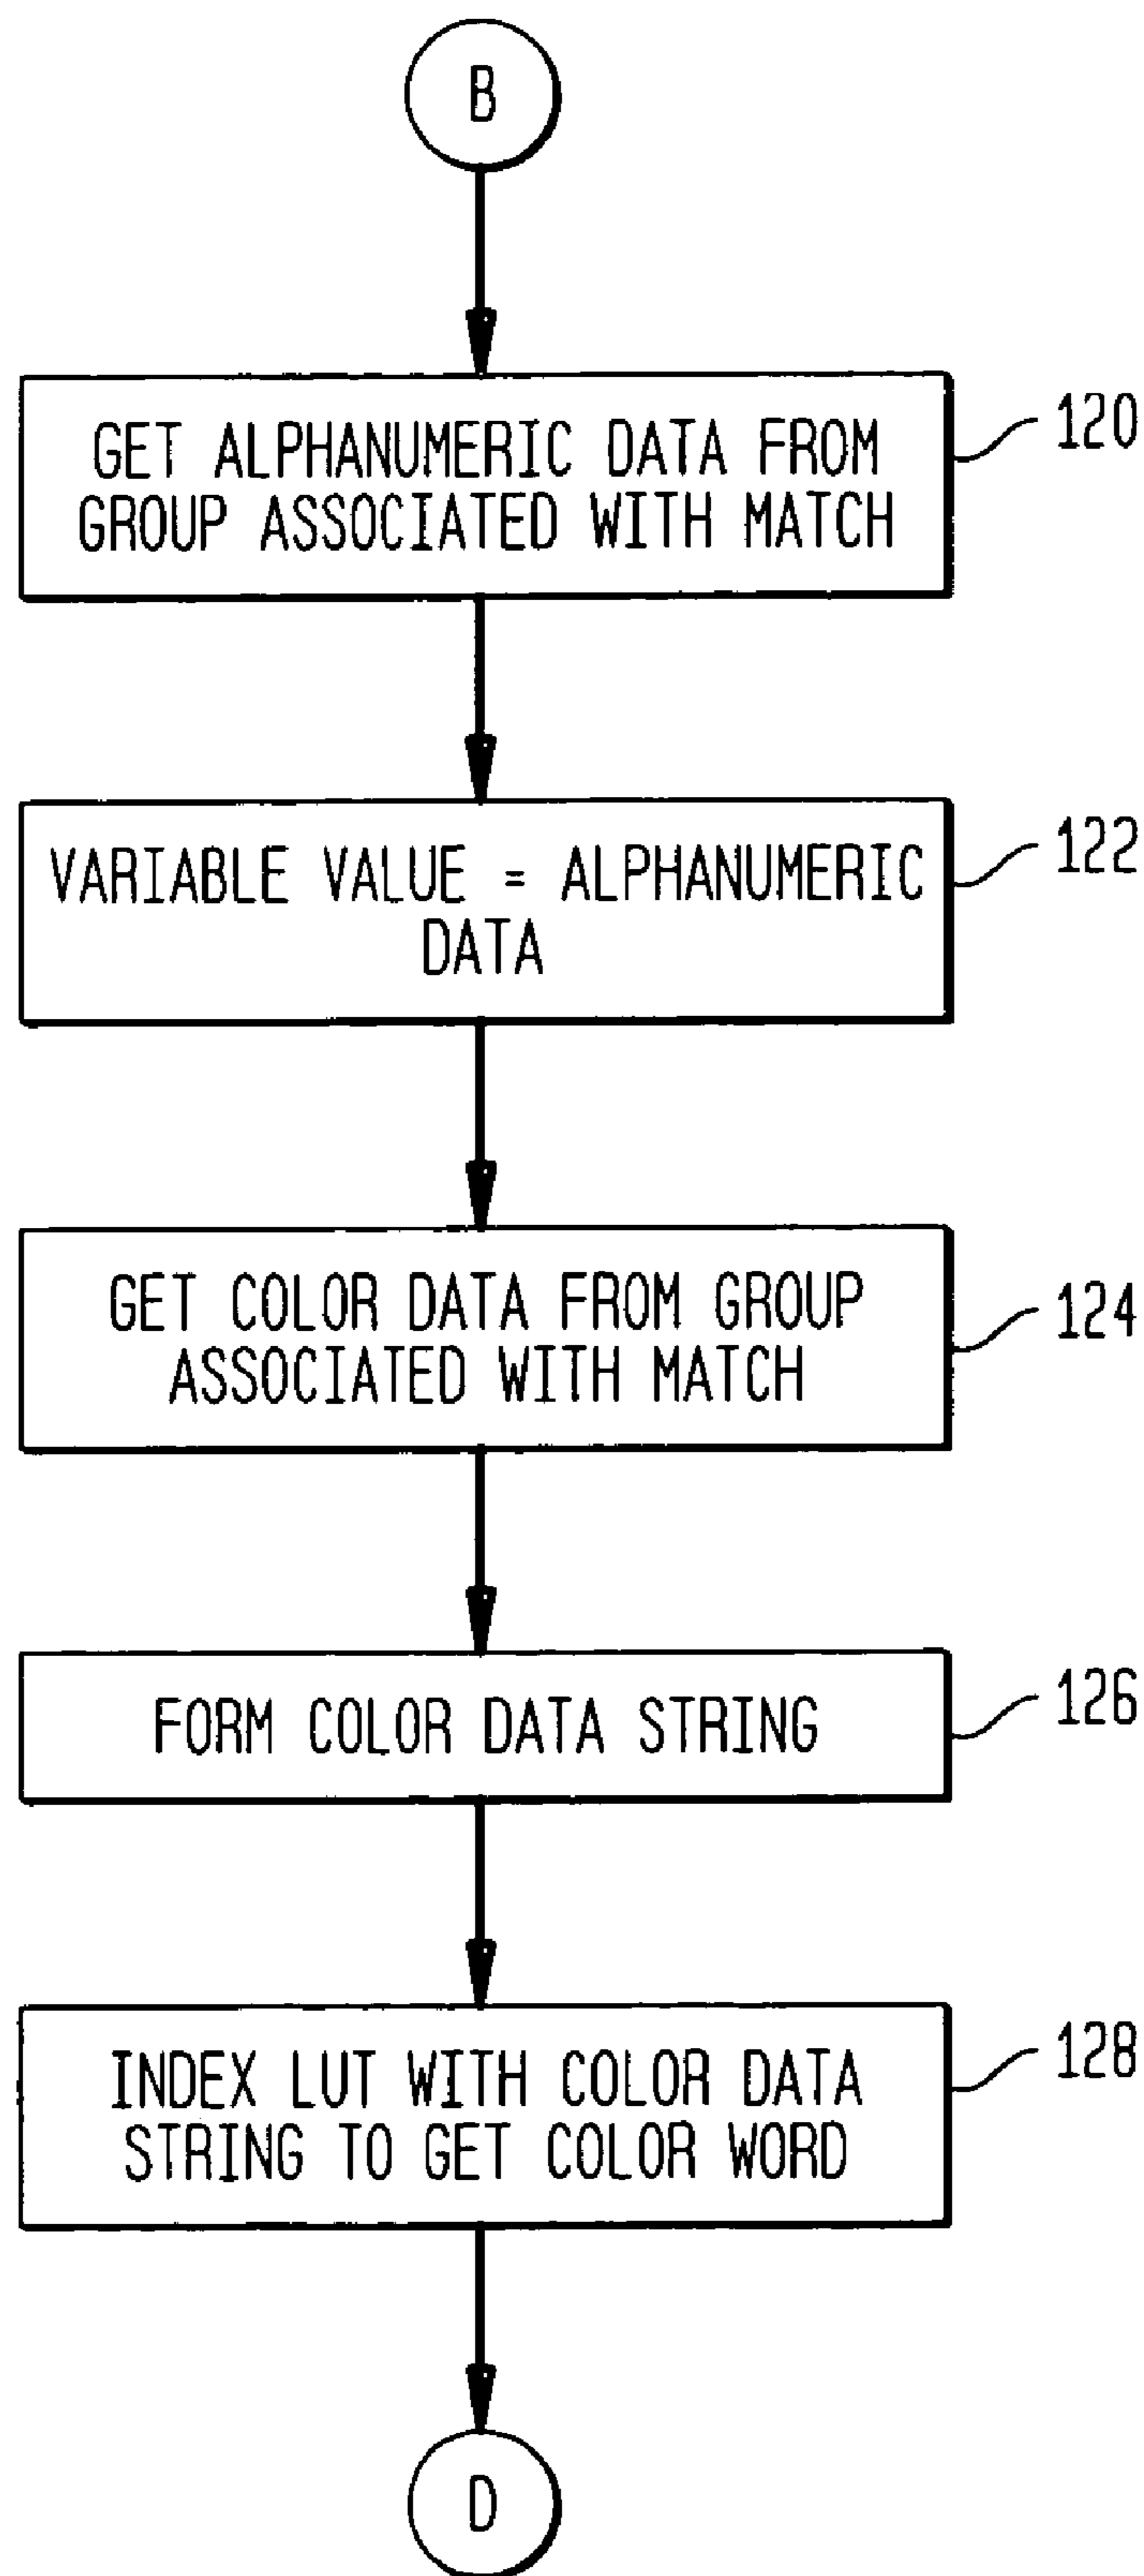 B
GET ALPHANUMERIC DATA FROM
GROUP ASSOCIATED WITH MATCH
120
VARIABLE VALUE = ALPHANUMERIC
DATA
122
GET COLOR DATA FROM GROUP
ASSOCIATED WITH MATCH
124
FORM COLOR DATA STRING
126
INDEX LUT WITH COLOR DATA
STRING TO GET COLOR WORD
128
D